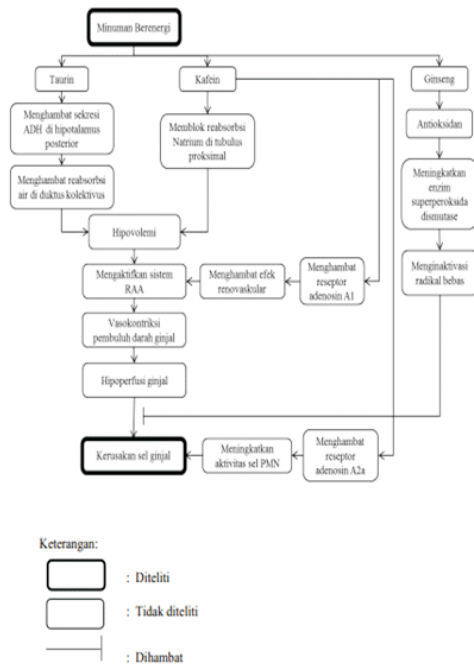 Minuman Berenergi
Taurin
Kafein
Ginseng
Menghambat sekresi
ADH di hipotalamus
posterior
Memblok reabsorbsi
Natrium di tubulus
proksimal
Antioksidan
Menghambat reabsorbsi
air di duktus kolektivus
Meningkatkan
enzim
superperoksida
dismutase
Hipovolemi
Mengaktifkan sistem
RAA
Menghambat efek
renovaskular
Menghambat
reseptor
adenosin A1
Menginaktivasi
radikal bebas
Vasokontriksi
pembuluh darah ginjal
Hipoperfusi ginjal
Kerusakan sel ginjal
Meningkatkan
aktivitas sel PMN
Menghambat
reseptor
adenosin A2a
Keterangan:
: Diteliti
: Tidak diteliti
: Dihambat